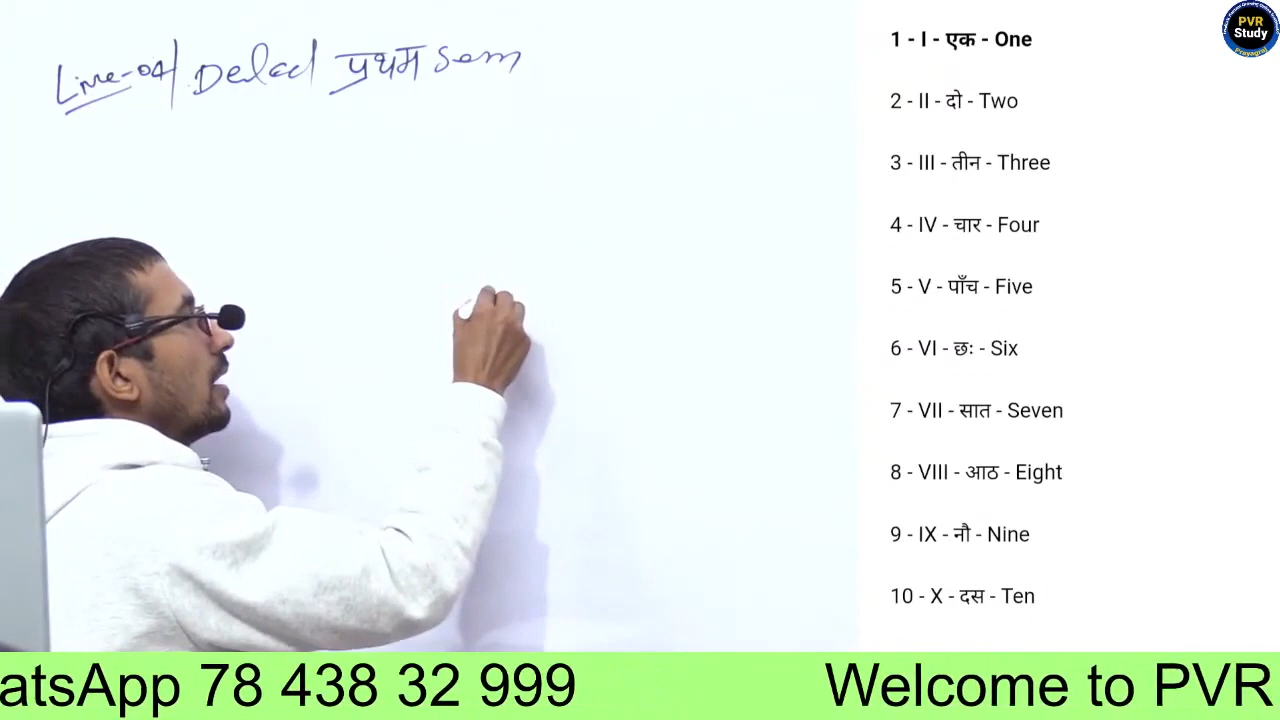 Live-04 Deled प्रथम Sem
1 - I - एक - One
2 - II - दो - Two
3 - III - तीन - Three
4 - IV - चार - Four
5 - V - पाँच - Five
6 - VI - छः - Six
7 - VII - सात - Seven
8 - VIII - आठ - Eight
9 - IX - नौ - Nine
10 - X - दस - Ten
PVR
Study
Prayagraj
atsApp 78 438 32 999 Welcome to PVR